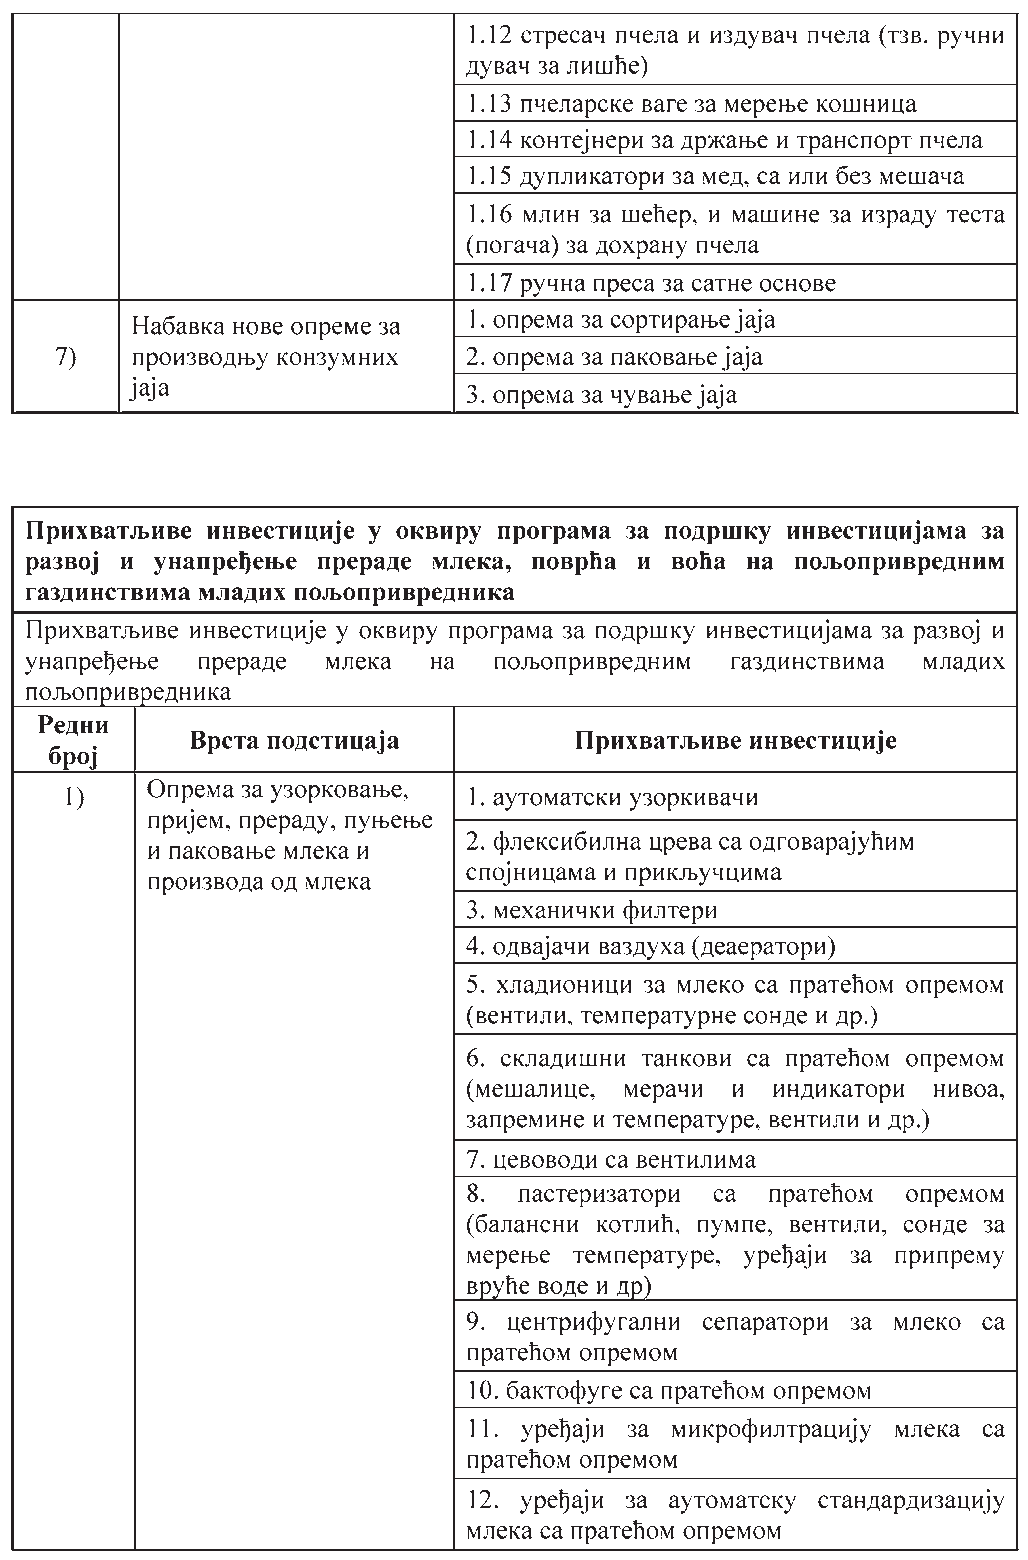 1.12 стресач пчела и издувач пчела (тзв. ручни
дувач за лишће)
1.13 пчеларске ваге за мерење кошница
1.14 контејнери за држање и транспорт пчела
1.15 дупликатори за мед, са или без мешача
1.16 млин за шећер, и машине за израду теста
(погача) за дохрану пчела
1.17 ручна преса за сатне основе
7)
Набавка нове опреме за
производњу конзумних
јаја
1. опрема за сортирање јаја
2. опрема за паковање јаја
3. опрема за чување јаја
Прихватљиве инвестиције у оквиру програма за подршку инвестицијама за
развој и унапређење прераде млека, поврћа и воћа на пољопривредним
газдинствима младих пољопривредника
Прихватљиве инвестиције у оквиру програма за подршку инвестицијама за развој и
унапређење прераде млека на пољопривредним газдинствима младих
пољопривредника
Редни
број
Врста подстицаја
Прихватљиве инвестиције
1)
Опрема за узорковање,
пријем, прераду, пуњење
и паковање млека и
производа од млека
1. аутоматски узоркивачи
2. флексибилна црева са одговарајућим
спојницама и прикључцима
3. механички филтери
4. одвајачи ваздуха (деаератори)
5. хладионици за млеко са пратећом опремом
(вентили, температурне сонде и др.)
6. складишни танкови са пратећом опремом
(мешалице, мерачи и индикатори нивоа,
запремине и температуре, вентили и др.)
7. цевоводи са вентилима
8. пастеризатори са пратећом опремом
(балансни котлић, пумпе, вентили, сонде за
мерење температуре, уређаји за припрему
вруће воде и др)
9. центрифугални сепаратори за млеко са
пратећом опремом
10. бактофуге са пратећом опремом
11. уређаји за микрофилтрацију млека са
пратећом опремом
12. уређаји за аутоматску стандардизацију
млека са пратећом опремом